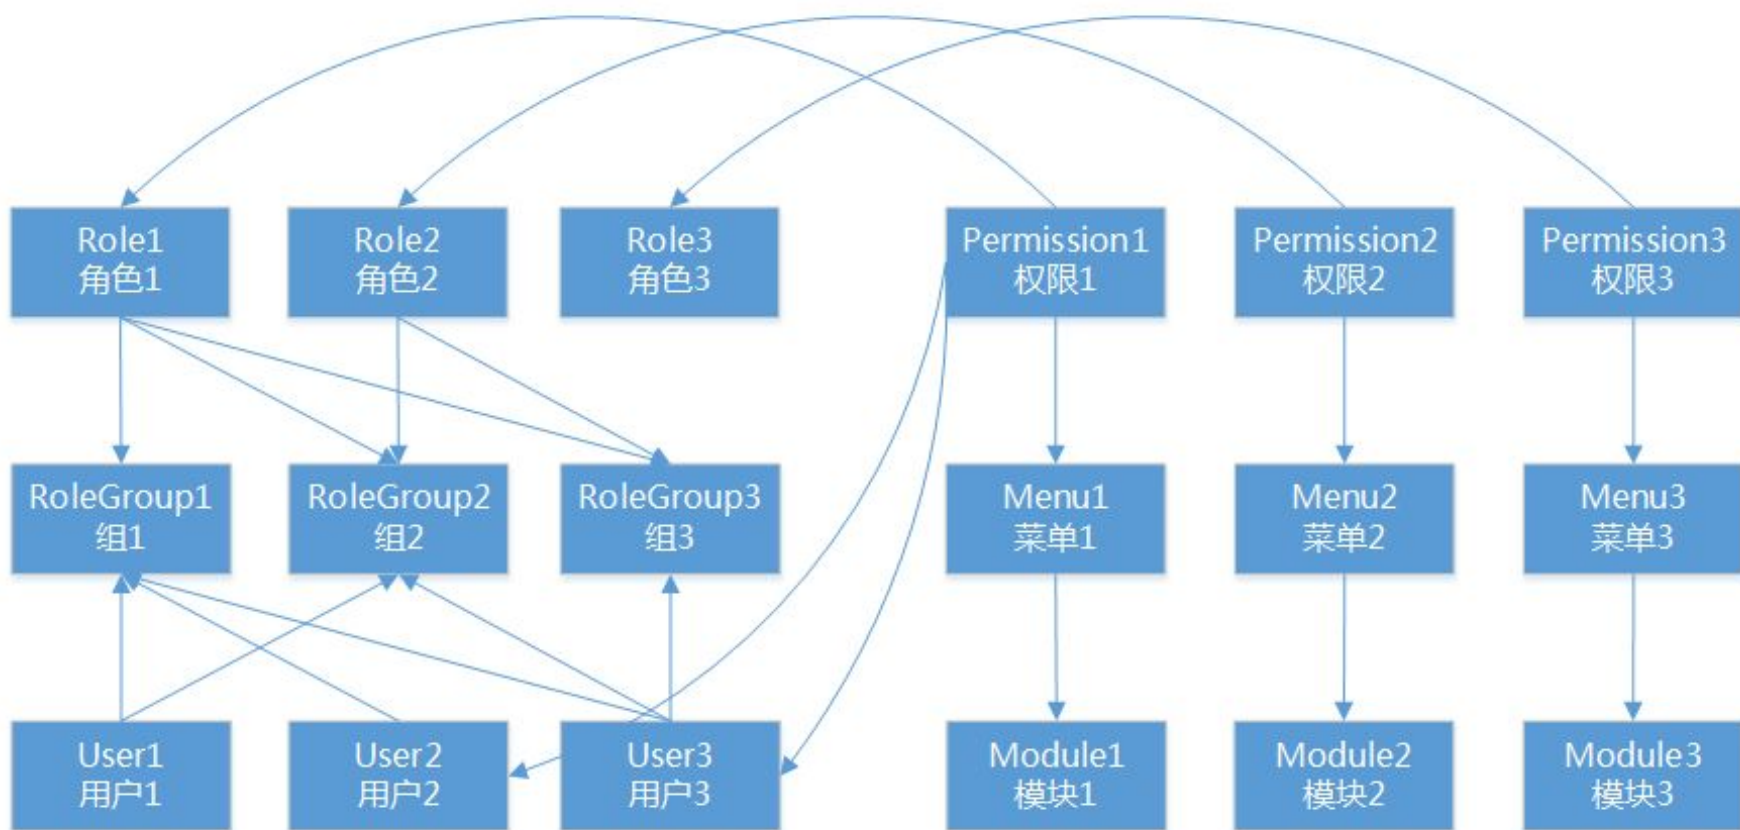 Role1
角色1
Role2
角色2
Role3
角色3
Permission1
权限1
Permission2
权限2
Permission3
权限3
RoleGroup1
组1
RoleGroup2
组2
RoleGroup3
组3
Menu1
菜单1
Menu2
菜单2
Menu3
菜单3
User1
用户1
User2
用户2
User3
用户3
Module1
模块1
Module2
模块2
Module3
模块3